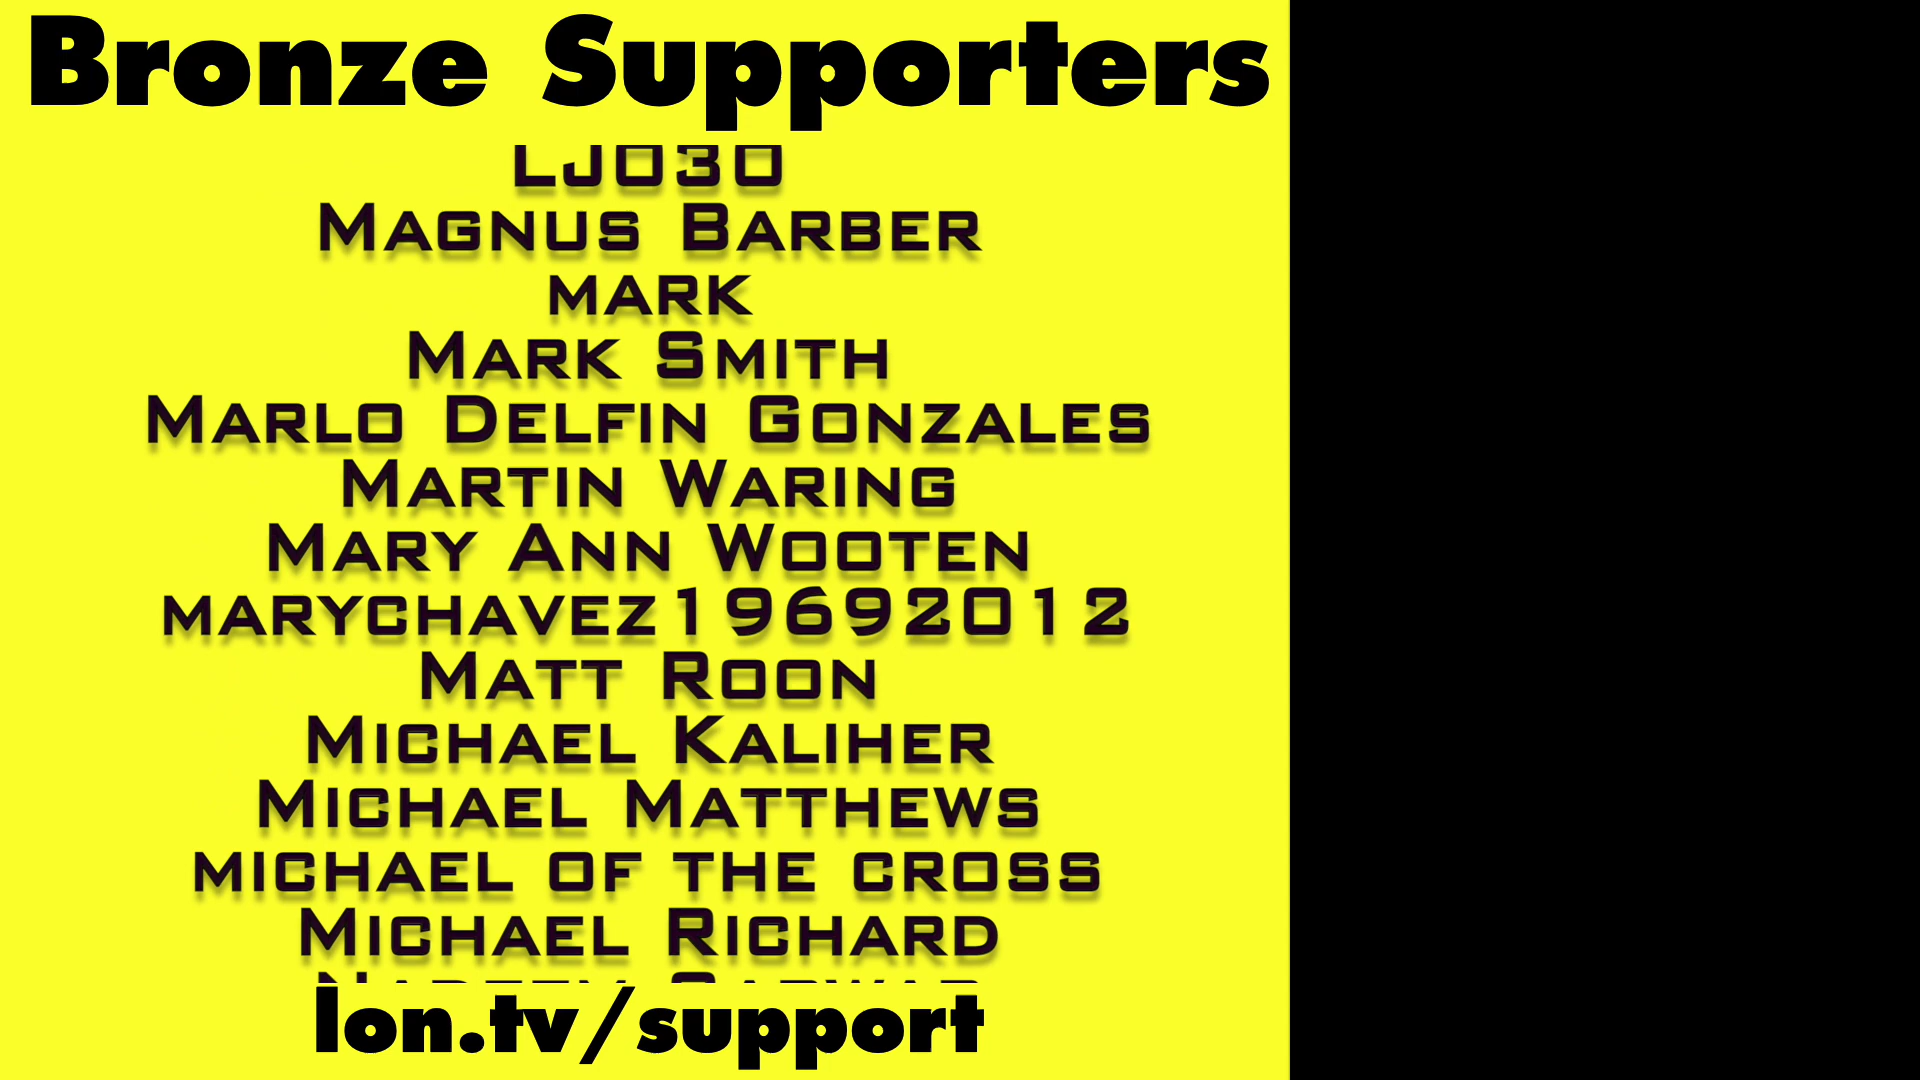 Bronze Supporters
LJ030
Magnus Barber
mark
Mark Smith
Marlo Delfin Gonzales
Martin Waring
Mary Ann Wooten
marychavez19692012
Matt Roon
Michael Kaliher
Michael Matthews
michael of the cross
Michael Richard
lon.tv/support